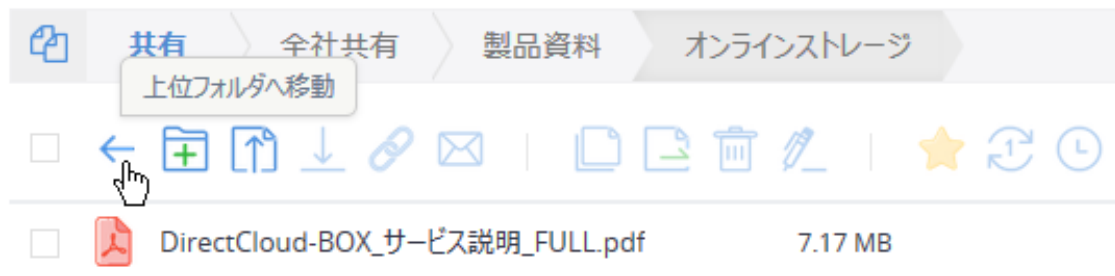 共有 全社共有 製品資料 オンラインストレージ
上位フォルダへ移動
DirectCloud-BOX_サービス説明_FULL.pdf 7.17 MB